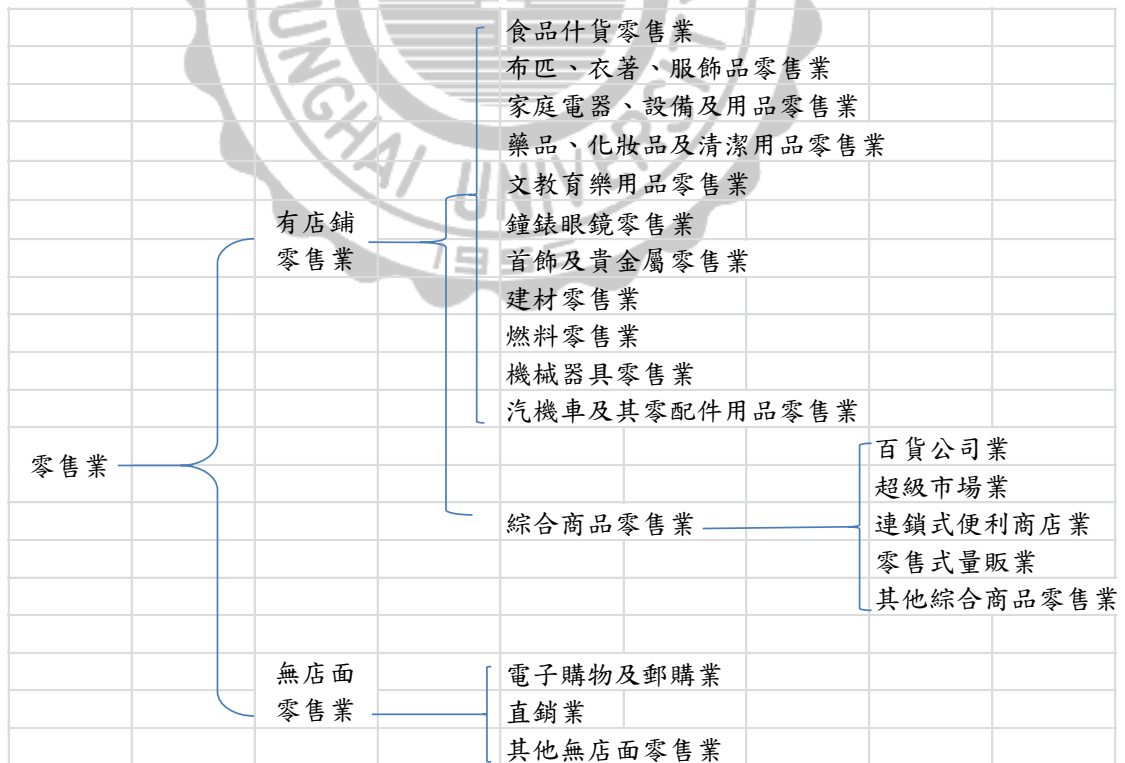 食品什貨零售業
布匹、衣著、服飾品零售業
家庭電器、設備及用品零售業
藥品、化妝品及清潔用品零售業
文教育樂用品零售業
有店鋪
零售業
鐘錶眼鏡零售業
首飾及貴金屬零售業
建材零售業
燃料零售業
機械器具零售業
汽機車及其零配件用品零售業
零售業
綜合商品零售業
百貨公司業
超級市場業
連鎖式便利商店業
零售式量販業
其他綜合商品零售業
無店面
零售業
電子購物及郵購業
直銷業
其他無店面零售業
UNGHAI UNIVERSITY
1955